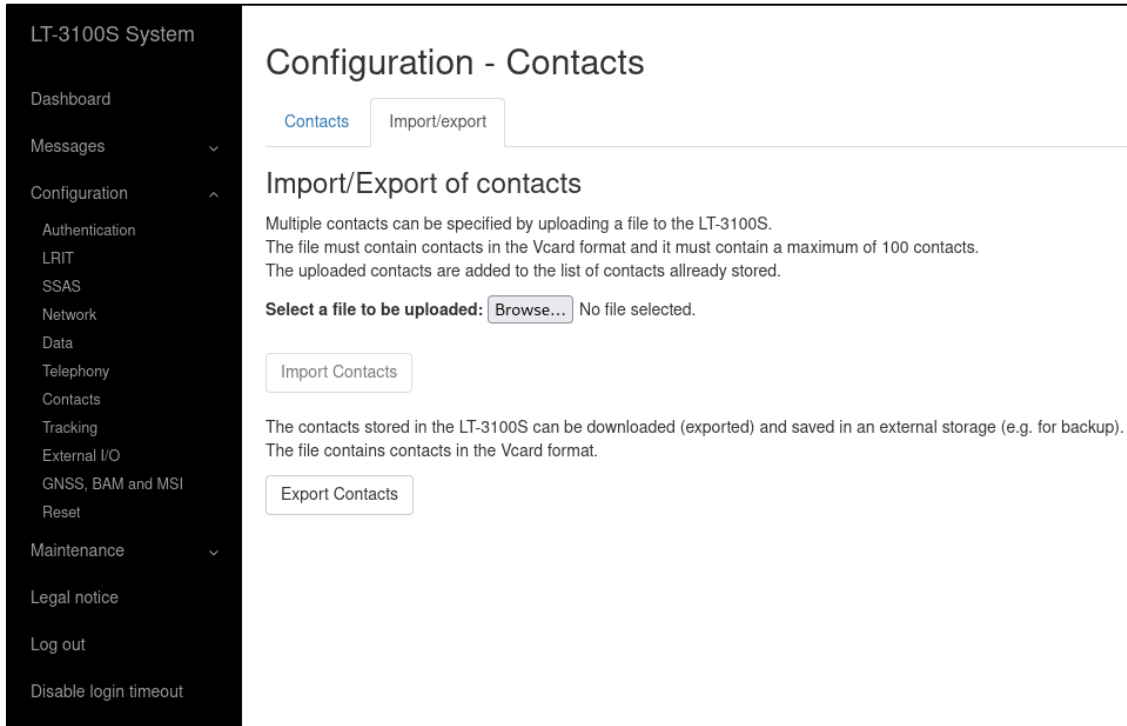 LT-3100S System
Dashboard
Messages
Configuration
Authentication
LRIT
SSAS
Network
Data
Telephony
Contacts
Tracking
External I/O
GNSS, BAM and MSI
Reset
Maintenance
Legal notice
Log out
Disable login timeout
Configuration - Contacts
Contacts
Import/export
Import/Export of contacts
Multiple contacts can be specified by uploading a file to the LT-3100S.
The file must contain contacts in the Vcard format and it must contain a maximum of 100 contacts.
The uploaded contacts are added to the list of contacts allready stored.
Select a file to be uploaded: Browse... No file selected.
Import Contacts
The contacts stored in the LT-3100S can be downloaded (exported) and saved in an external storage (e.g. for backup).
The file contains contacts in the Vcard format.
Export Contacts